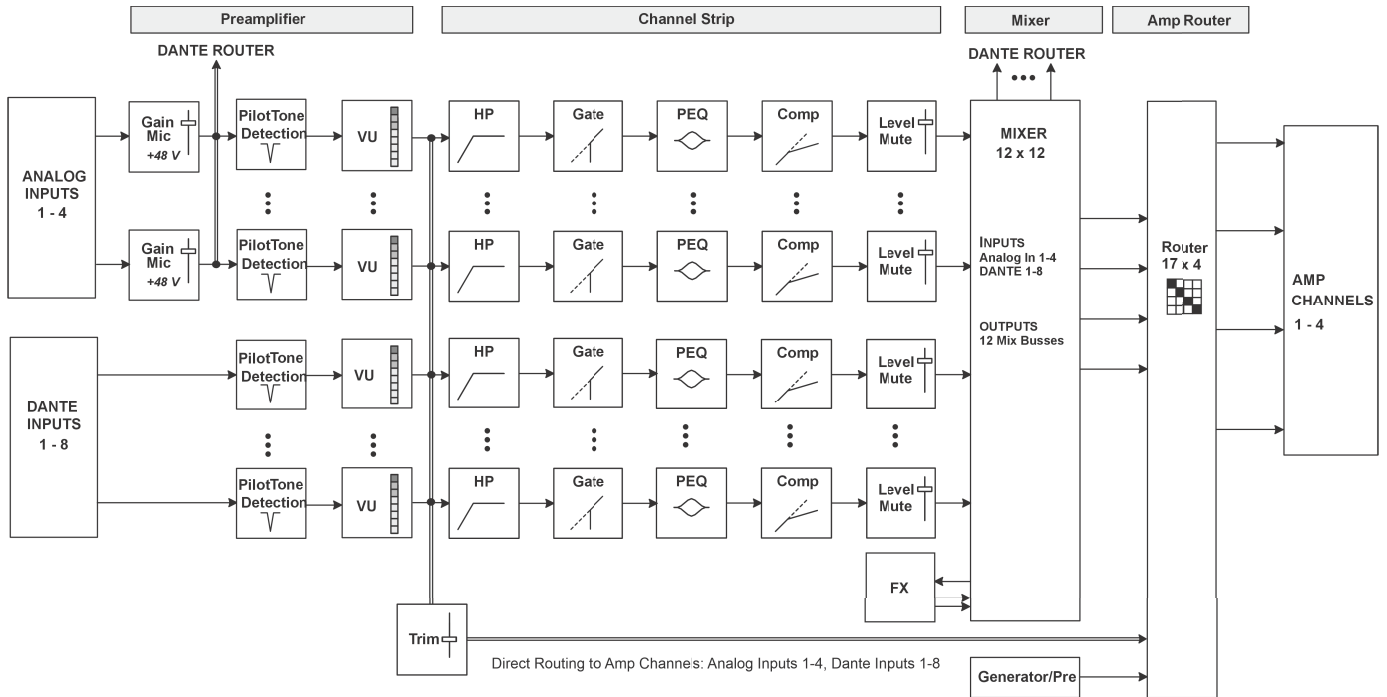 Preamplifier
Channel Strip
Mixer
Amp Router
DANTE ROUTER
DANTE ROUTER
ANALOG
INPUTS
1 - 4
Gain
Mic
+48 V
PilotTone
Detection
VU
HP
Gate
PEQ
Comp
Level
Mute
MIXER
12 x 12
Gain
Mic
+48 V
PilotTone
Detection
VU
HP
Gate
PEQ
Comp
Level
Mute
INPUTS
Analog In 1-4
DANTE 1-8
OUTPUTS
12 Mix Busses
Router
17 x 4
AMP
CHANNELS
1 - 4
DANTE
INPUTS
1 - 8
PilotTone
Detection
VU
HP
Gate
PEQ
Comp
Level
Mute
PilotTone
Detection
VU
HP
Gate
PEQ
Comp
Level
Mute
FX
Trim
Direct Routing to Amp Channels: Analog Inputs 1-4, Dante Inputs 1-8
Generator/Pre